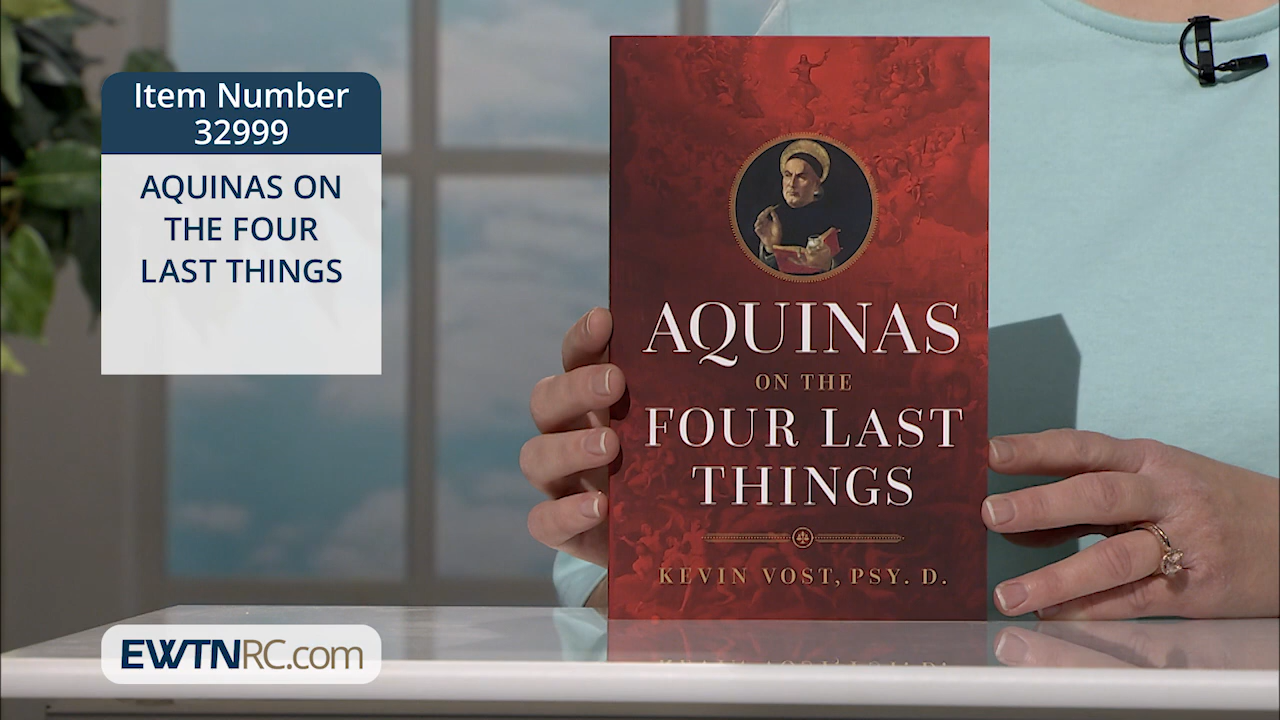 Item Number
32999
AQUINAS ON
THE FOUR
LAST THINGS
AQUINAS
ON THE
FOUR LAST
THINGS
KEVIN VOST, PSY. D.
EWTNRC.com